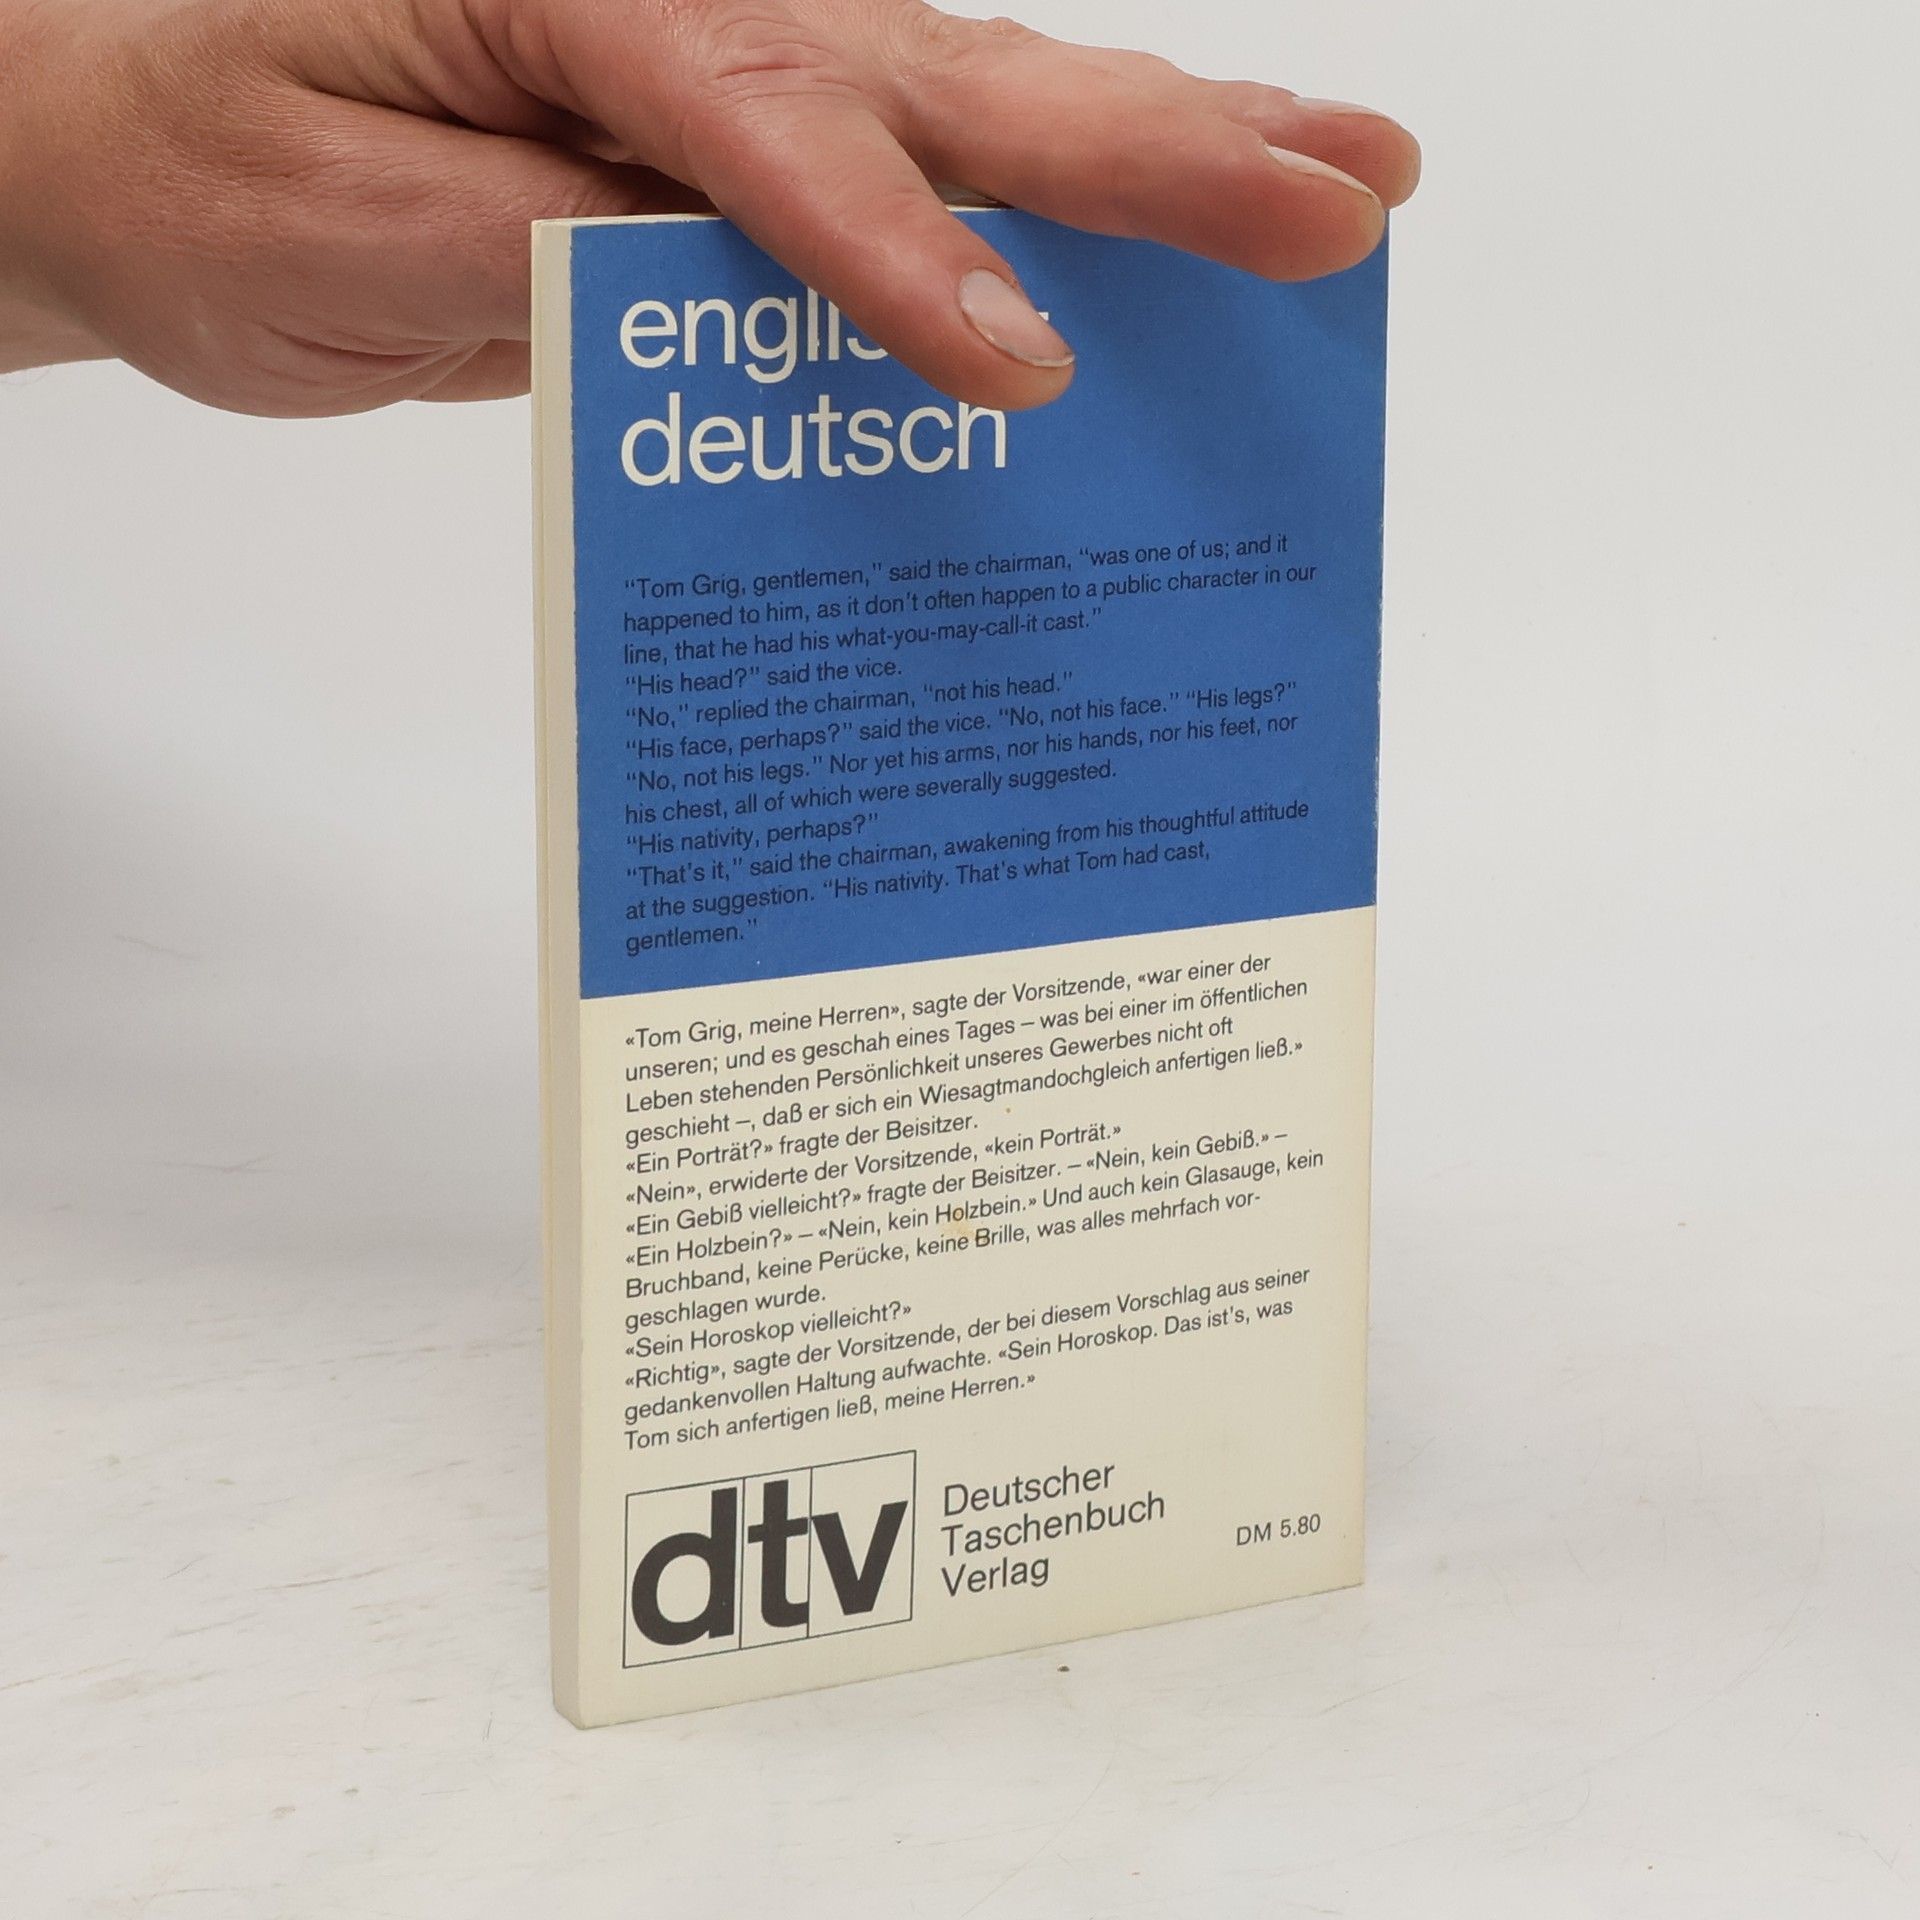 deutsch
“Tom Grig, gentlemen,” said the chairman, “was one of us; and it
happened to him, as it don't often happen to a public character in our
line, that he had his what-you-may-call-it cast.”
“His head?” said the vice.
“No,” replied the chairman, “not his head.”
“His face, perhaps?” said the vice. “No, not his face.” “His legs?”
“No, not his legs.” Nor yet his arms, nor his hands, nor his feet, nor
his chest, all of which were severally suggested.
“His nativity, perhaps?”
“That's it,” said the chairman, awakening from his thoughtful attitude
at the suggestion. “His nativity. That's what Tom had cast,
gentlemen.”
«Tom Grig, meine Herren», sagte der Vorsitzende, «war einer der
unseren; und es geschah eines Tages – was bei einer im öffentlichen
Leben stehenden Persönlichkeit unseres Gewerbes nicht oft
geschieht –, daß er sich ein Wiesagtmandochgleich anfertigen ließ.»
«Ein Porträt?» fragte der Beisitzer.
«Nein», erwiderte der Vorsitzende, «kein Porträt.»
«Ein Gebiß vielleicht?» fragte der Beisitzer. – «Nein, kein Gebiß.» –
«Ein Holzbein?» – «Nein, kein Holzbein.» Und auch kein Glasauge, kein
Bruchband, keine Perücke, keine Brille, was alles mehrfach vor-
geschlagen wurde.
«Sein Horoskop vielleicht?»
«Richtig», sagte der Vorsitzende, der bei diesem Vorschlag aus seiner
gedankenvollen Haltung aufwachte. «Sein Horoskop. Das ist's, was
Tom sich anfertigen ließ, meine Herren.»
dtv
Deutscher
Taschenbuch
Verlag
DM 5.80